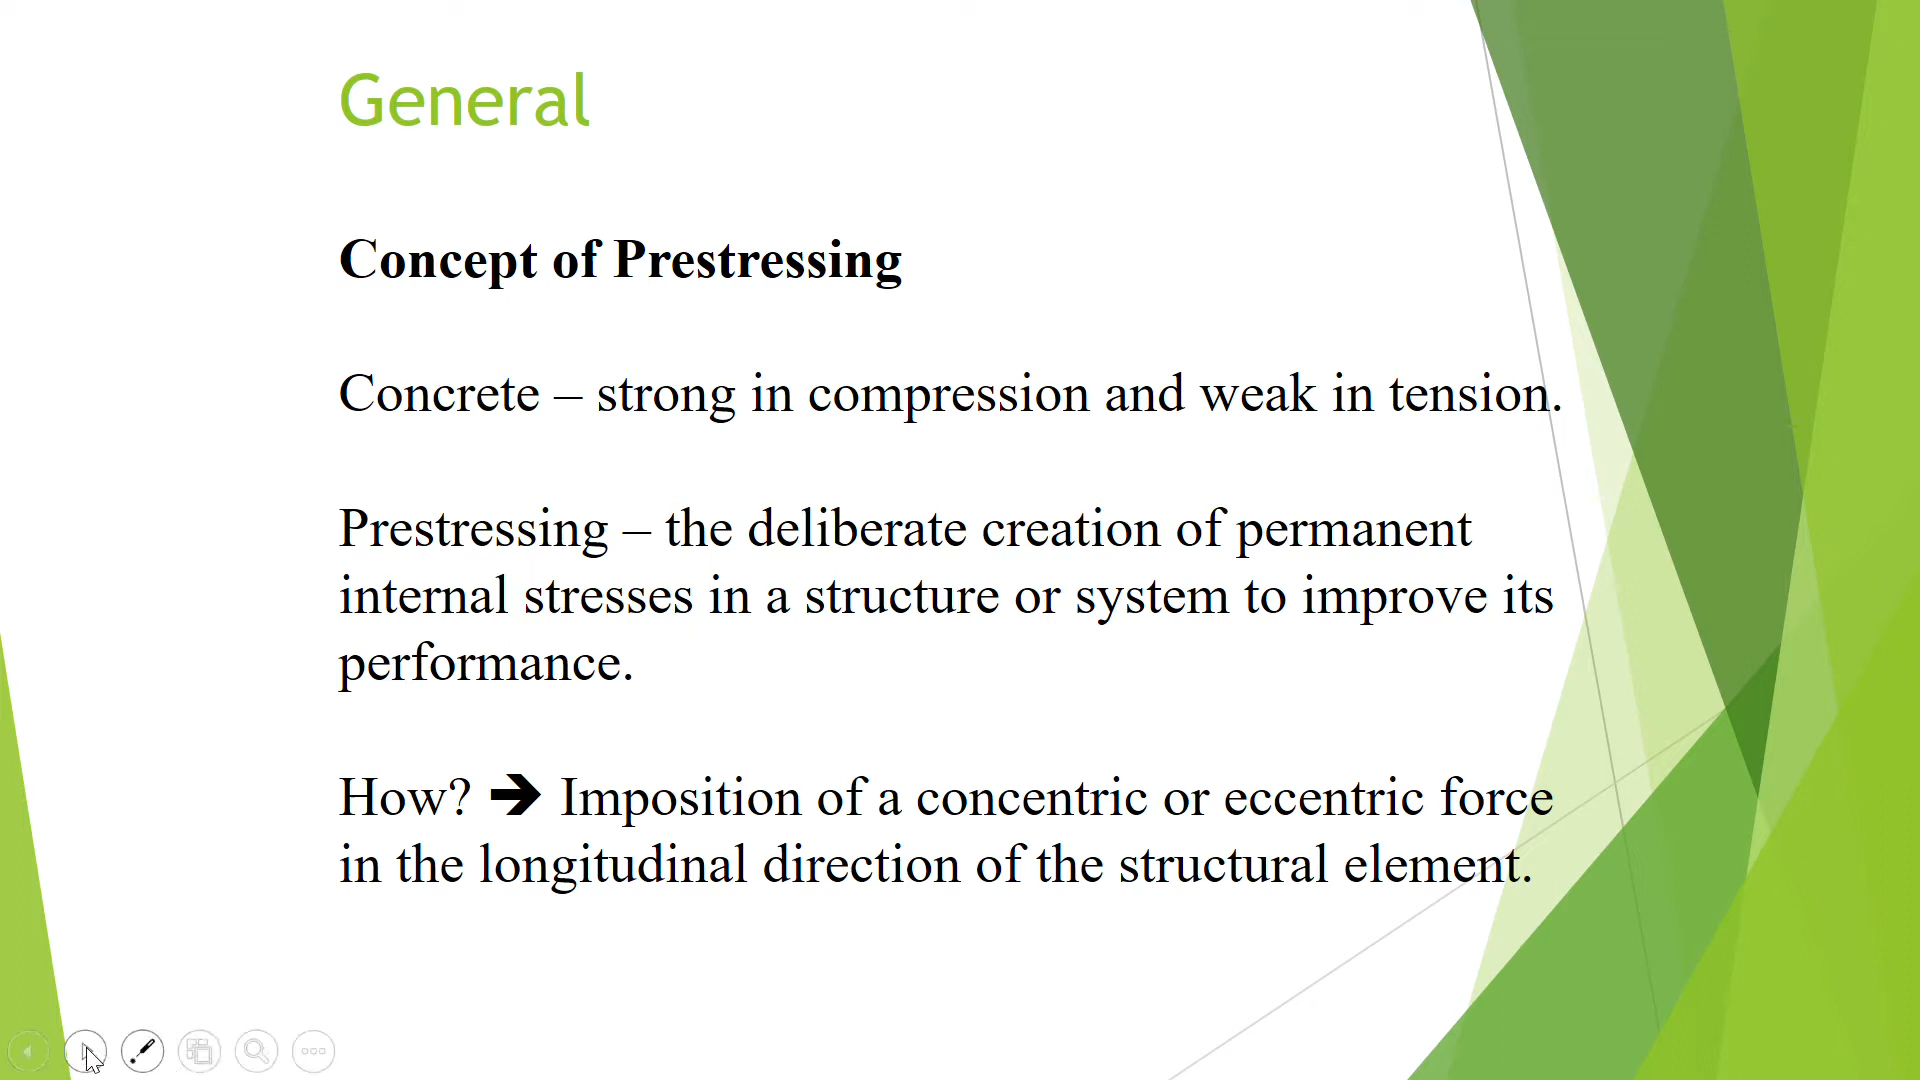 General
Concept of Prestressing
Concrete – strong in compression and weak in tension.
Prestressing – the deliberate creation of permanent
internal stresses in a structure or system to improve its
performance.
How? 🡲 Imposition of a concentric or eccentric force
in the longitudinal direction of the structural element.